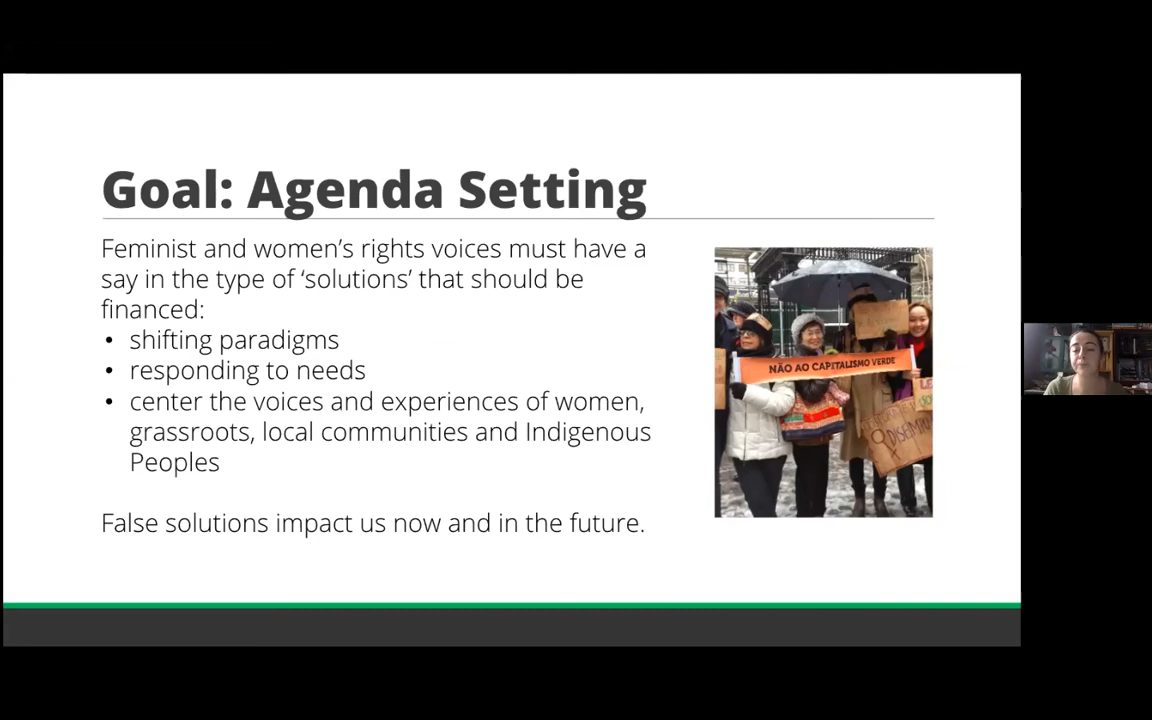 Goal: Agenda Setting
Feminist and women’s rights voices must have a
say in the type of ‘solutions’ that should be
financed:
• shifting paradigms
• responding to needs
• center the voices and experiences of women,
grassroots, local communities and Indigenous
Peoples
False solutions impact us now and in the future.
NÃO AO CAPITALISMO VERDE